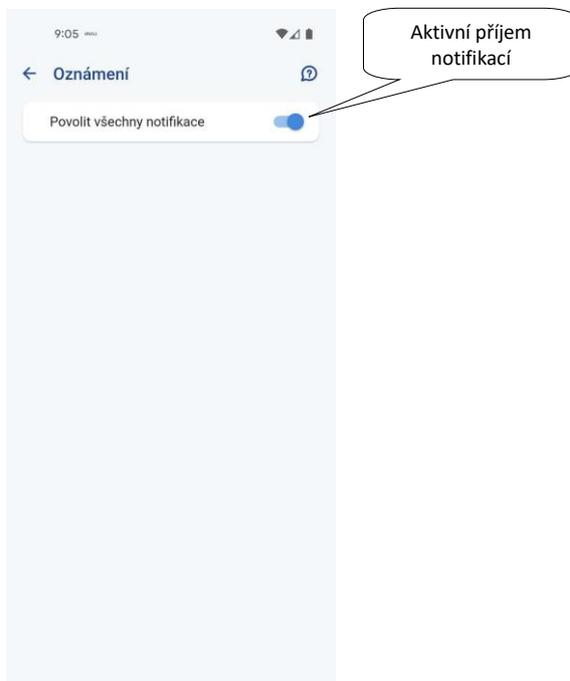 9:05
Oznámení
Povolit všechny notifikace
Aktivní příjem
notifikací